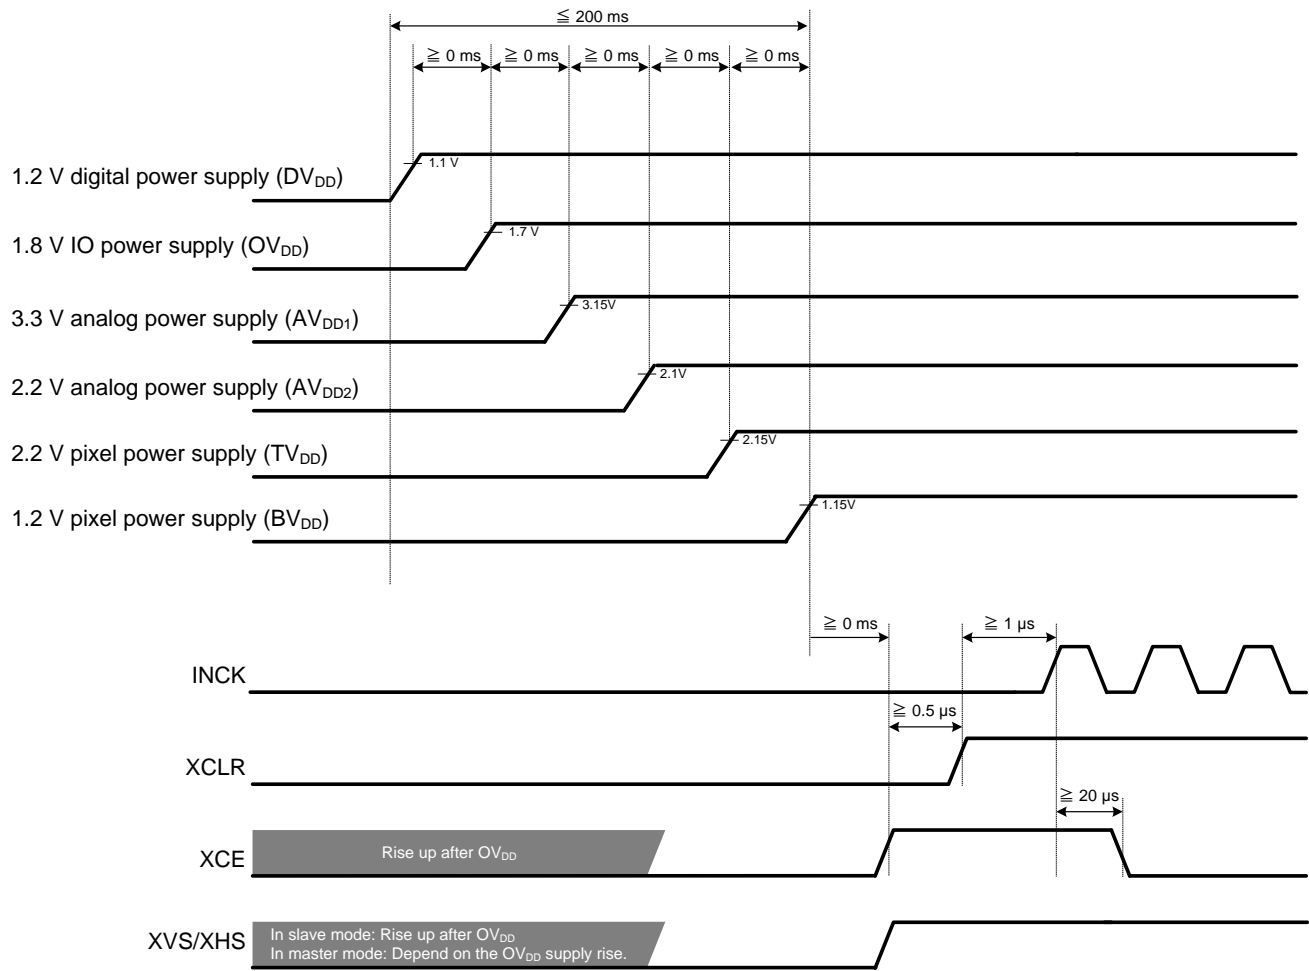 ≦ 200 ms
≧ 0 ms ≧ 0 ms ≧ 0 ms ≧ 0 ms ≧ 0 ms
1.2 V digital power supply (DVDD)
1.1 V
1.8 V IO power supply (OVDD)
1.7 V
3.3 V analog power supply (AVDD1)
3.15V
2.2 V analog power supply (AVDD2)
2.1V
2.2 V pixel power supply (TVDD)
2.15V
1.2 V pixel power supply (BVDD)
1.15V
≧ 0 ms
≧ 1 µs
INCK
≧ 0.5 µs
XCLR
≧ 20 µs
XCE
Rise up after OVDD
XVS/XHS
In slave mode: Rise up after OVDD
In master mode: Depend on the OVDD supply rise.